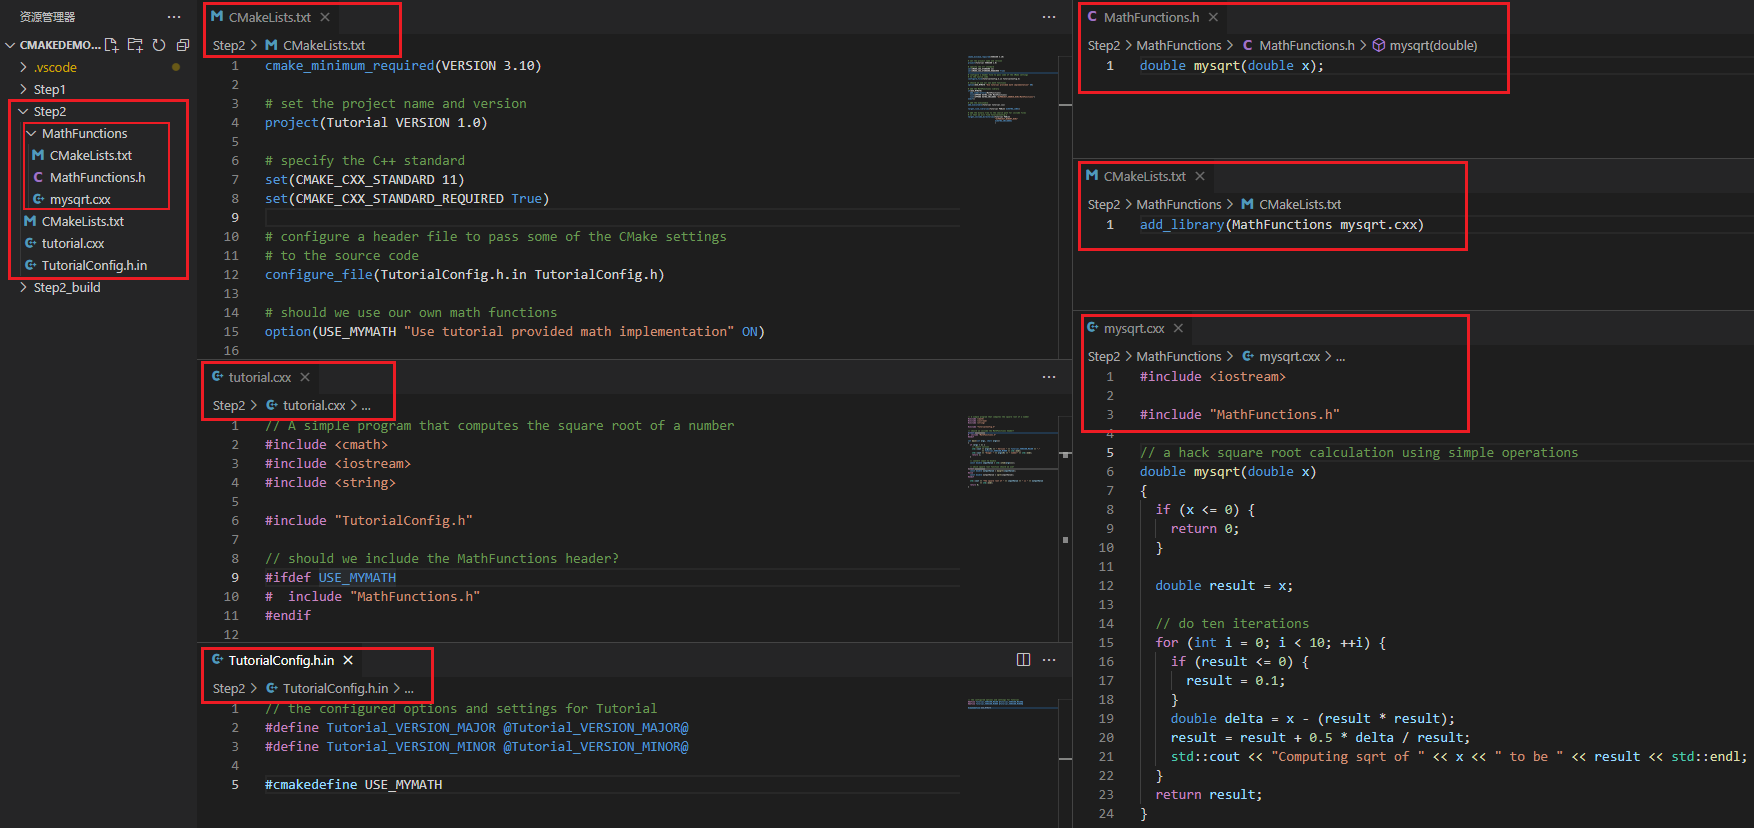 资源管理器
CMAKEDEMO...
.vscode
Step1
Step2
MathFunctions
CMakeLists.txt
MathFunctions.h
mysqrt.cxx
CMakeLists.txt
tutorial.cxx
TutorialConfig.h.in
Step2_build
CMakeLists.txt
Step2 > CMakeLists.txt
1 cmake_minimum_required(VERSION 3.10)
2
3 # set the project name and version
4 project(Tutorial VERSION 1.0)
5
6 # specify the C++ standard
7 set(CMAKE_CXX_STANDARD 11)
8 set(CMAKE_CXX_STANDARD_REQUIRED True)
9
10 # configure a header file to pass some of the CMake settings
11 # to the source code
12 configure_file(TutorialConfig.h.in TutorialConfig.h)
13
14 # should we use our own math functions
15 option(USE_MYMATH "Use tutorial provided math implementation" ON)
16
tutorial.cxx
Step2 > tutorial.cxx > ...
1 // A simple program that computes the square root of a number
2 #include <cmath>
3 #include <iostream>
4 #include <string>
5
6 #include "TutorialConfig.h"
7
8 // should we include the MathFunctions header?
9 #ifdef USE_MYMATH
10 #  include "MathFunctions.h"
11 #endif
12
TutorialConfig.h.in
Step2 > TutorialConfig.h.in > ...
1 // the configured options and settings for Tutorial
2 #define Tutorial_VERSION_MAJOR @Tutorial_VERSION_MAJOR@
3 #define Tutorial_VERSION_MINOR @Tutorial_VERSION_MINOR@
4
5 #cmakedefine USE_MYMATH
MathFunctions.h
Step2 > MathFunctions > MathFunctions.h > mysqrt(double)
1 double mysqrt(double x);
CMakeLists.txt
Step2 > MathFunctions > CMakeLists.txt
1 add_library(MathFunctions mysqrt.cxx)
mysqrt.cxx
Step2 > MathFunctions > mysqrt.cxx > ...
1 #include <iostream>
2
3 #include "MathFunctions.h"
4
5 // a hack square root calculation using simple operations
6 double mysqrt(double x)
7 {
8   if (x <= 0) {
9     return 0;
10   }
11
12   double result = x;
13
14   // do ten iterations
15   for (int i = 0; i < 10; ++i) {
16     if (result <= 0) {
17       result = 0.1;
18     }
19     double delta = x - (result * result);
20     result = result + 0.5 * delta / result;
21     std::cout << "Computing sqrt of " << x << " to be " << result << std::endl;
22   }
23   return result;
24 }